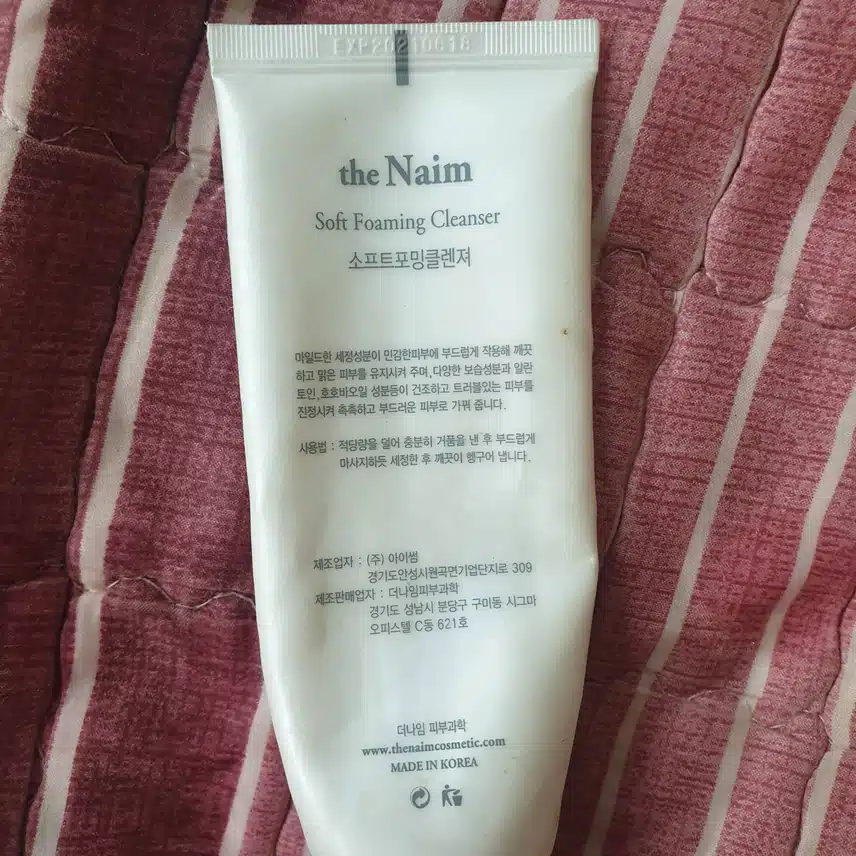 EXP20210618
the Naim
Soft Foaming Cleanser
소프트포밍클렌져
마일드한 세정성분이 민감한피부에 부드럽게 작용해 깨끗
하고 맑은 피부를 유지시켜 주며, 다양한 보습성분과 알란
토인,호호바오일 성분등이 건조하고 트러블있는 피부를
진정시켜 촉촉하고 부드러운 피부로 가꿔 줍니다.
사용법 : 적당량을 덜어 충분히 거품을 낸 후 부드럽게
마사지하듯 세정한 후 깨끗이 헹구어 냅니다.
제조업자 ; (주) 아이썸
경기도안성시원곡면기업단지로 309
제조판매업자 : 더나임피부과학
경기도 성남시 분당구 구미동 시그마
오피스텔 C동 621호
더나임 피부과학
www.thenaimcosmetic.com
MADE IN KOREA